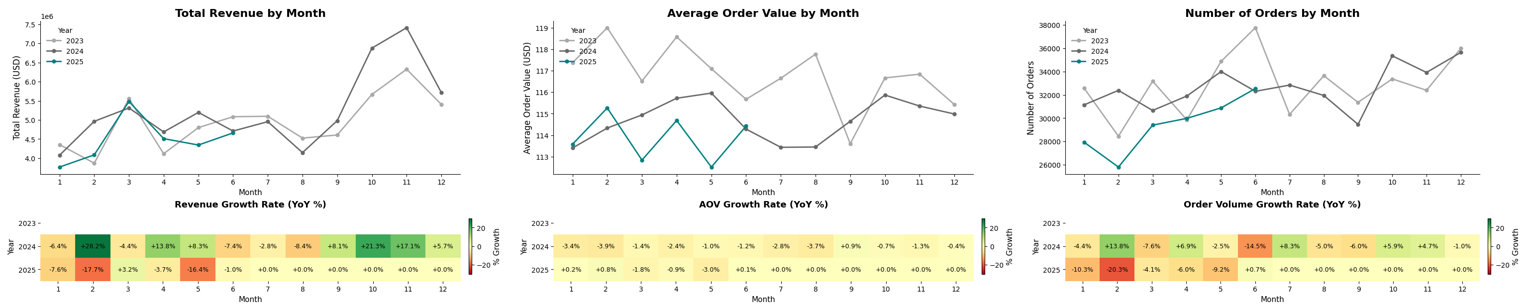 Total Revenue by Month
1e6
Total Revenue (USD)
7.5
7.0
6.5
6.0
5.5
5.0
4.5
4.0
Year
2023
2024
2025
1 2 3 4 5 6 7 8 9 10 11 12
Month
Average Order Value by Month
Average Order Value (USD)
119
118
117
116
115
114
113
Year
2023
2024
2025
1 2 3 4 5 6 7 8 9 10 11 12
Month
Number of Orders by Month
Number of Orders
38000
36000
34000
32000
30000
28000
26000
Year
2023
2024
2025
1 2 3 4 5 6 7 8 9 10 11 12
Month
Revenue Growth Rate (YoY %)
Year
2023
2024 -6.4% +28.2% -4.4% +13.8% +8.3% -7.4% -2.8% -8.4% +8.1% +21.3% +17.1% +5.7%
2025 -7.6% -17.7% +3.2% -3.7% -16.4% -1.0% +0.0% +0.0% +0.0% +0.0% +0.0% +0.0%
1 2 3 4 5 6 7 8 9 10 11 12
Month
20
0
−20
% Growth
AOV Growth Rate (YoY %)
Year
2023
2024 -3.4% -3.9% -1.4% -2.4% -1.0% -1.2% -2.8% -3.7% +0.9% -0.7% -1.3% -0.4%
2025 +0.2% +0.8% -1.8% -0.9% -3.0% +0.1% +0.0% +0.0% +0.0% +0.0% +0.0% +0.0%
1 2 3 4 5 6 7 8 9 10 11 12
Month
20
0
−20
% Growth
Order Volume Growth Rate (YoY %)
Year
2023
2024 -4.4% +13.8% -7.6% +6.9% -2.5% -14.5% +8.3% -5.0% -6.0% +5.9% +4.7% -1.0%
2025 -10.3% -20.3% -4.1% -6.0% -9.2% +0.7% +0.0% +0.0% +0.0% +0.0% +0.0% +0.0%
1 2 3 4 5 6 7 8 9 10 11 12
Month
20
0
−20
% Growth